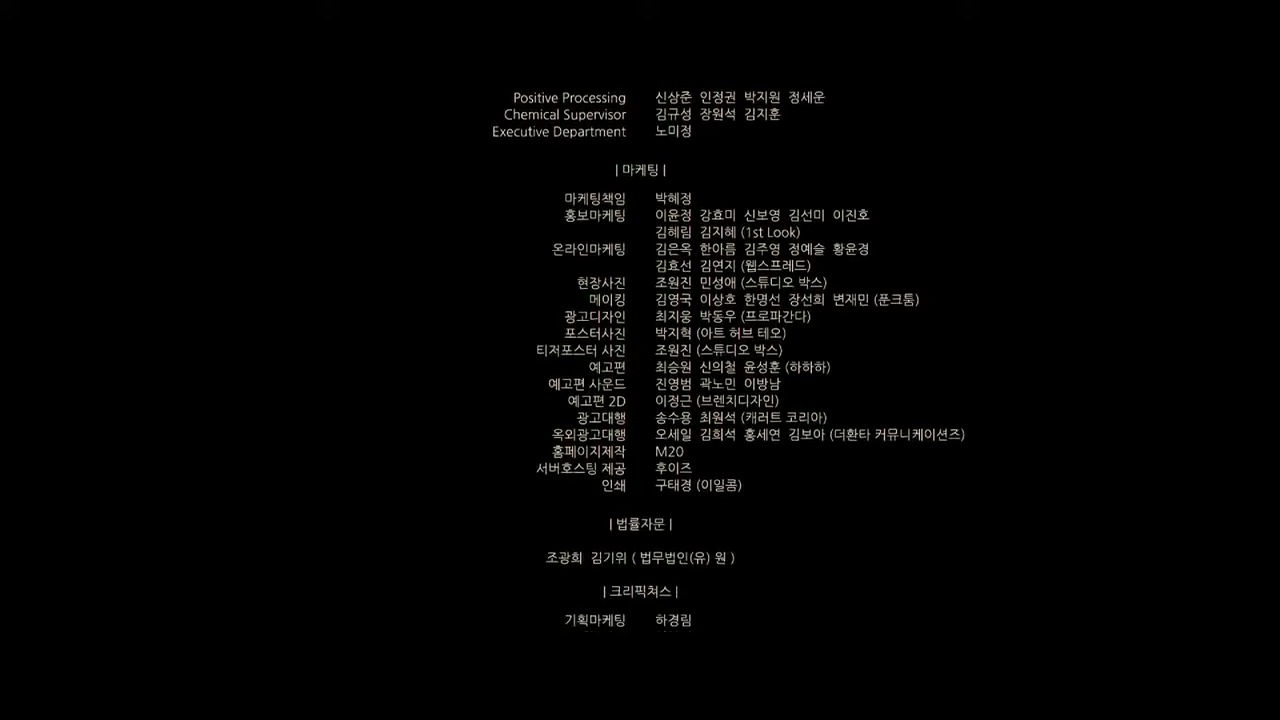 Positive Processing 신상준 인정권 박지원 정세운
Chemical Supervisor 김규성 장원석 김지훈
Executive Department 노미정
| 마케팅 |
마케팅책임 박혜정
홍보마케팅 이윤정 강효미 신보영 김선미 이진호
김혜림 김지혜 (1st Look)
온라인마케팅 김은옥 한아름 김주영 정예슬 황윤경
김효선 김연지 (웹스프레드)
현장사진 조원진 민성애 (스튜디오 박스)
메이킹 김영국 이상호 한명선 장선희 변재민 (푼크툼)
광고디자인 최지웅 박동우 (프로파간다)
포스터사진 박지혁 (아트 허브 테오)
티저포스터 사진 조원진 (스튜디오 박스)
예고편 최승원 신의철 윤성훈 (하하하)
예고편 사운드 진영범 곽노민 이방남
예고편 2D 이정근 (브렌치디자인)
광고대행 송수용 최원석 (캐러트 코리아)
옥외광고대행 오세일 김희석 홍세연 김보아 (더환타 커뮤니케이션즈)
홈페이지제작 M20
서버호스팅 제공 후이즈
인쇄 구태경 (이일콤)
| 법률자문 |
조광희 김기위 ( 법무법인(유) 원 )
| 크리픽쳐스 |
기획마케팅 하경림